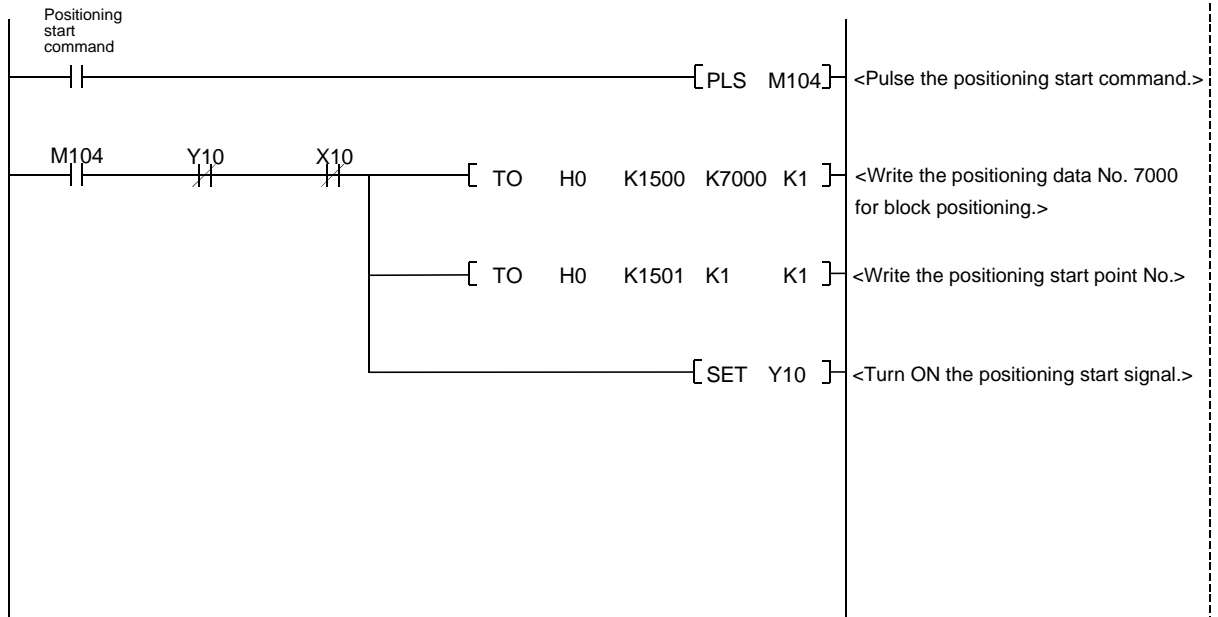 Positioning
start
command
PLS M104 <Pulse the positioning start command.>
M104 Y10 X10
TO H0 K1500 K7000 K1 <Write the positioning data No. 7000
for block positioning.>
TO H0 K1501 K1 K1 <Write the positioning start point No.>
SET Y10 <Turn ON the positioning start signal.>